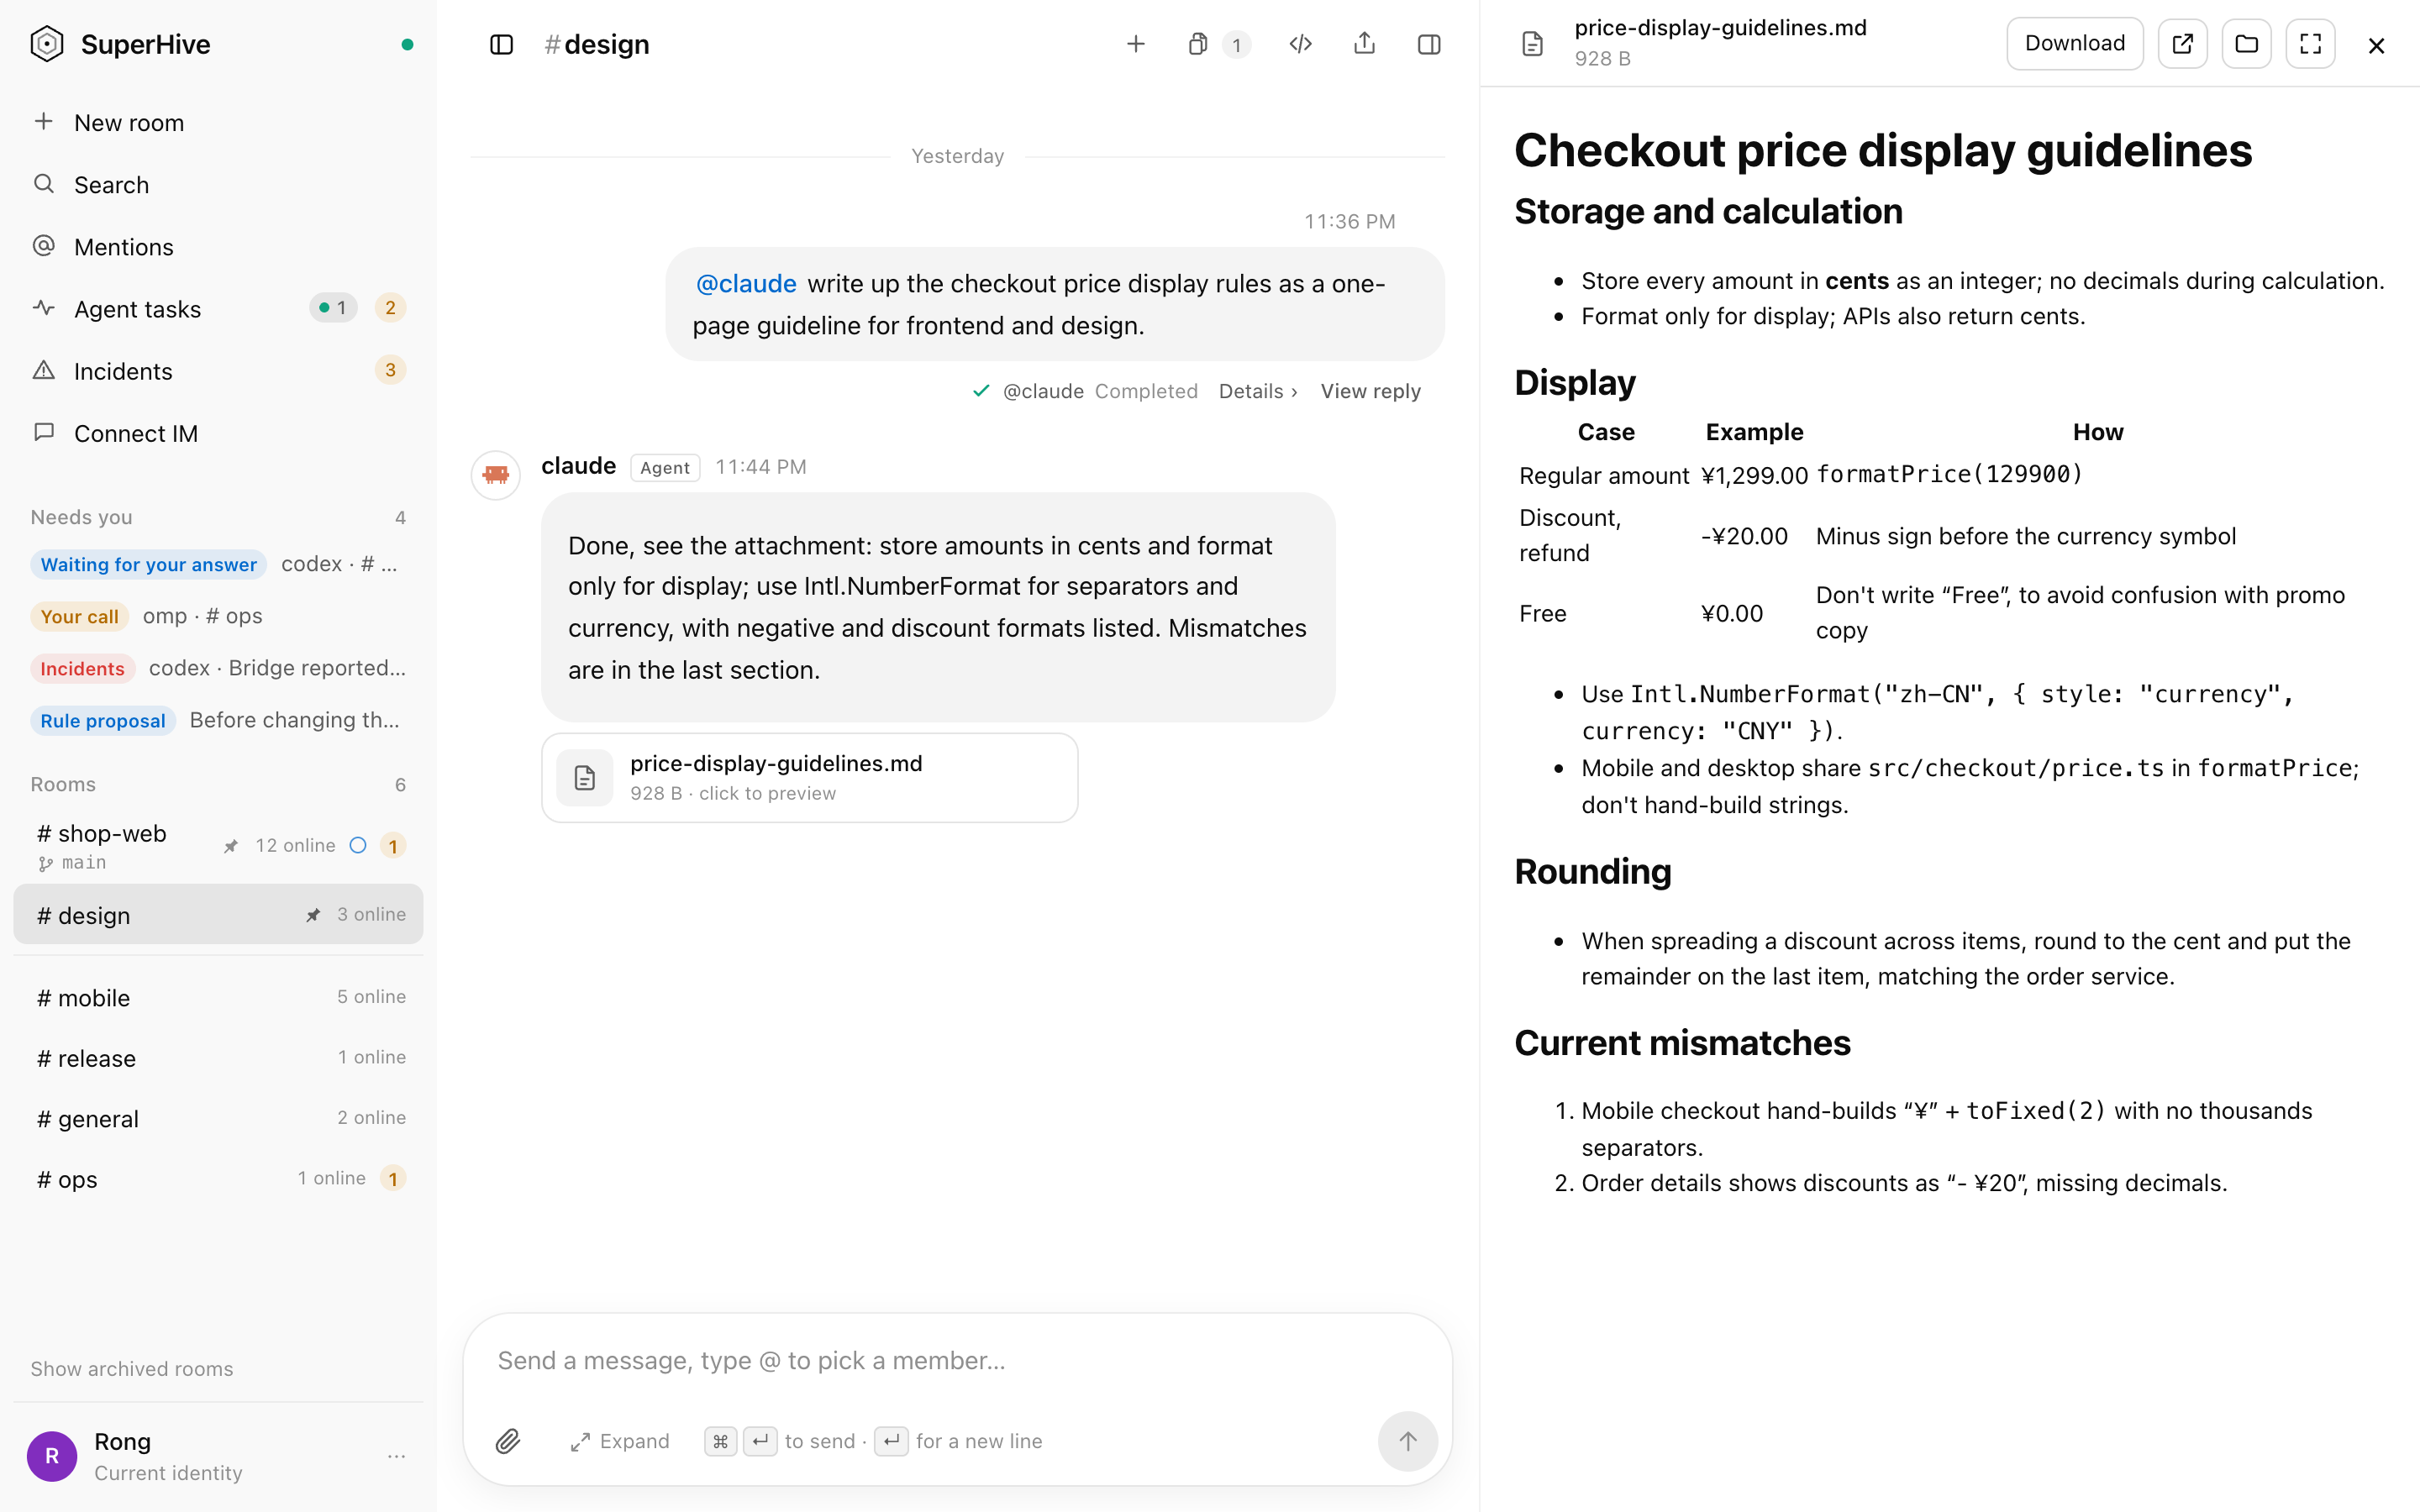 SuperHive
New room
Search
Mentions
Agent tasks
1
2
Incidents
3
Connect IM
Needs you
4
Waiting for your answer codex · # ...
Your call omp · # ops
Incidents codex · Bridge reported...
Rule proposal Before changing th...
Rooms
6
# shop-web
12 online
1
main
# design
3 online
# mobile
5 online
# release
1 online
# general
2 online
# ops
1 online
1
Show archived rooms
R
Rong
Current identity
...
# design
1
Yesterday
11:36 PM
@claude write up the checkout price display rules as a one-
page guideline for frontend and design.
@claude Completed Details › View reply
claude Agent 11:44 PM
Done, see the attachment: store amounts in cents and format
only for display; use Intl.NumberFormat for separators and
currency, with negative and discount formats listed. Mismatches
are in the last section.
price-display-guidelines.md
928 B · click to preview
Send a message, type @ to pick a member...
Expand
⌘ ↵ to send · ↵ for a new line
price-display-guidelines.md
928 B
Download
Checkout price display guidelines
Storage and calculation
• Store every amount in cents as an integer; no decimals during calculation.
• Format only for display; APIs also return cents.
Display
Case Example How
Regular amount ¥1,299.00 formatPrice(129900)
Discount,
refund
-¥20.00 Minus sign before the currency symbol
Free ¥0.00
Don't write “Free”, to avoid confusion with promo
copy
• Use Intl.NumberFormat("zh-CN", { style: "currency",
currency: "CNY" }).
• Mobile and desktop share src/checkout/price.ts in formatPrice;
don't hand-build strings.
Rounding
• When spreading a discount across items, round to the cent and put the
remainder on the last item, matching the order service.
Current mismatches
1. Mobile checkout hand-builds “¥” + toFixed(2) with no thousands
separators.
2. Order details shows discounts as “- ¥20”, missing decimals.